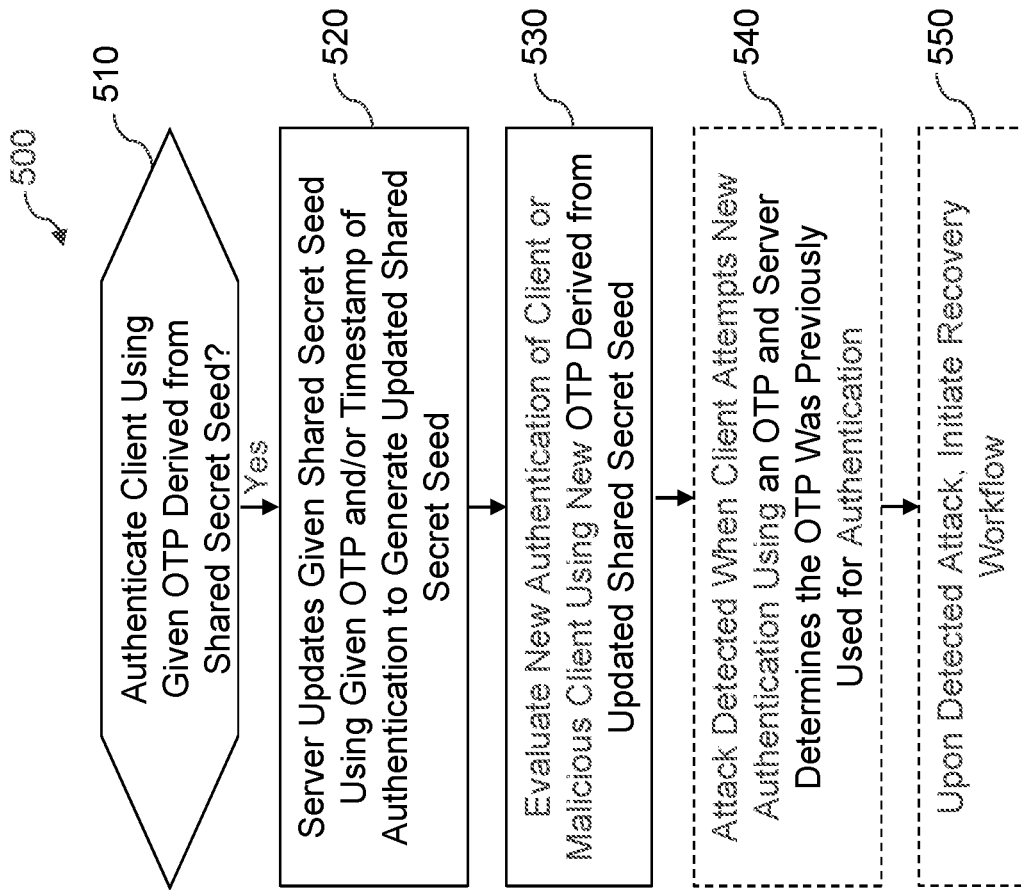 500
510
Authenticate Client Using
Given OTP Derived from
Shared Secret Seed?
Yes
520
Server Updates Given Shared Secret Seed
Using Given OTP and/or Timestamp of
Authentication to Generate Updated Shared
Secret Seed
530
Evaluate New Authentication of Client or
Malicious Client Using New OTP Derived from
Updated Shared Secret Seed
540
Attack Detected When Client Attempts New
Authentication Using an OTP and Server
Determines the OTP Was Previously
Used for Authentication
550
Upon Detected Attack, Initiate Recovery
Workflow